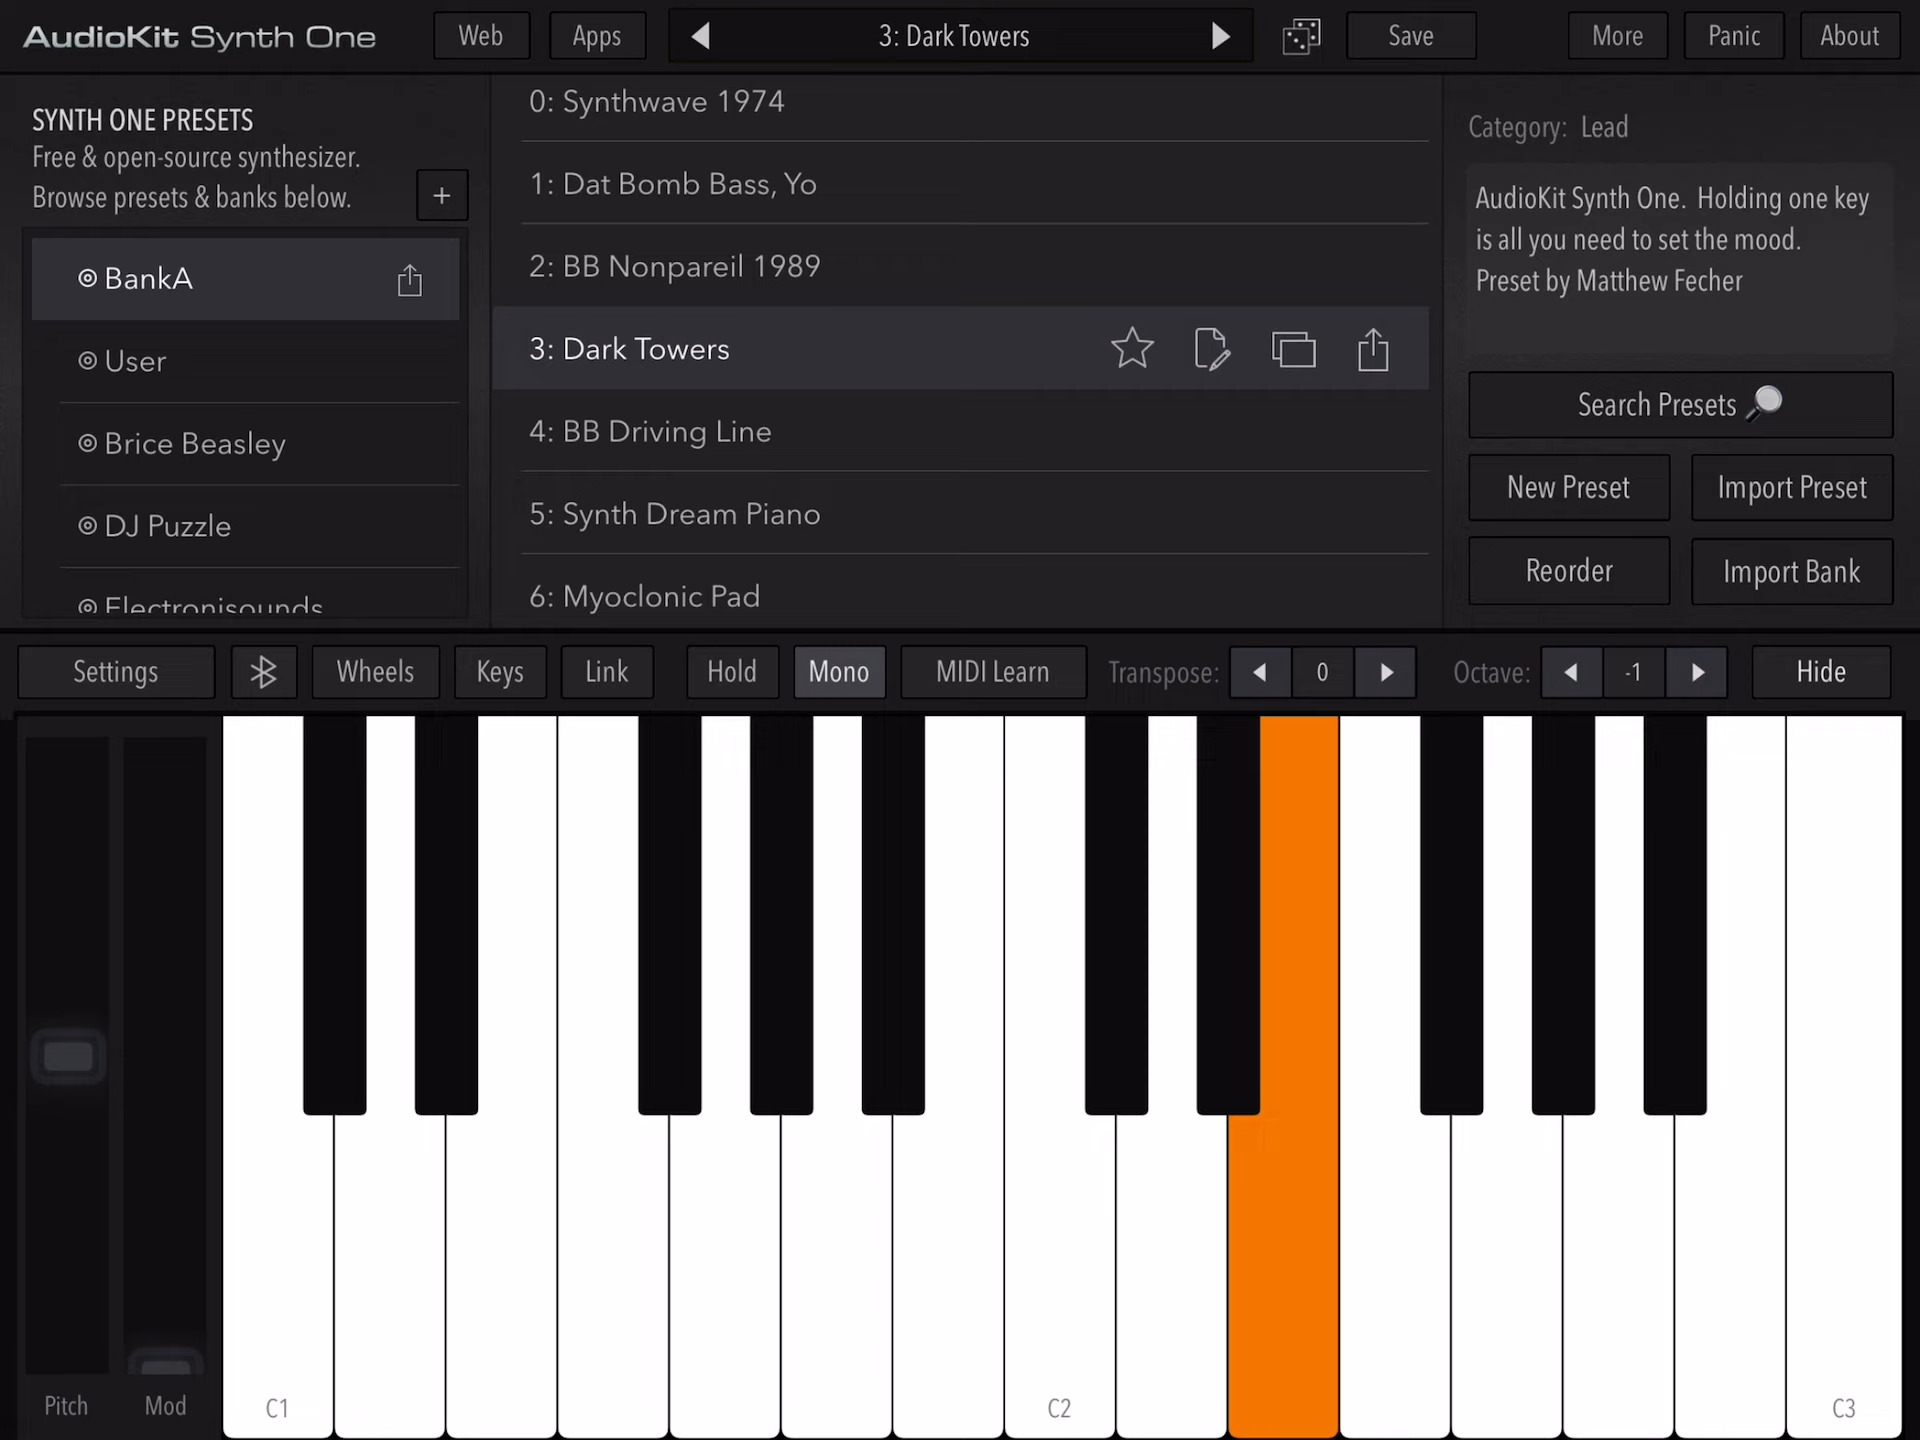 AudioKit Synth One
Web
Apps
3: Dark Towers
Save
More
Panic
About
SYNTH ONE PRESETS
Free & open-source synthesizer.
Browse presets & banks below.
+
BankA
User
Brice Beasley
DJ Puzzle
Electronisounds
0: Synthwave 1974
1: Dat Bomb Bass, Yo
2: BB Nonpareil 1989
3: Dark Towers
4: BB Driving Line
5: Synth Dream Piano
6: Myoclonic Pad
Category: Lead
AudioKit Synth One. Holding one key
is all you need to set the mood.
Preset by Matthew Fecher
Search Presets
New Preset
Import Preset
Reorder
Import Bank
Settings
Wheels
Keys
Link
Hold
Mono
MIDI Learn
Transpose:
0
Octave:
-1
Hide
Pitch
Mod
C1
C2
C3